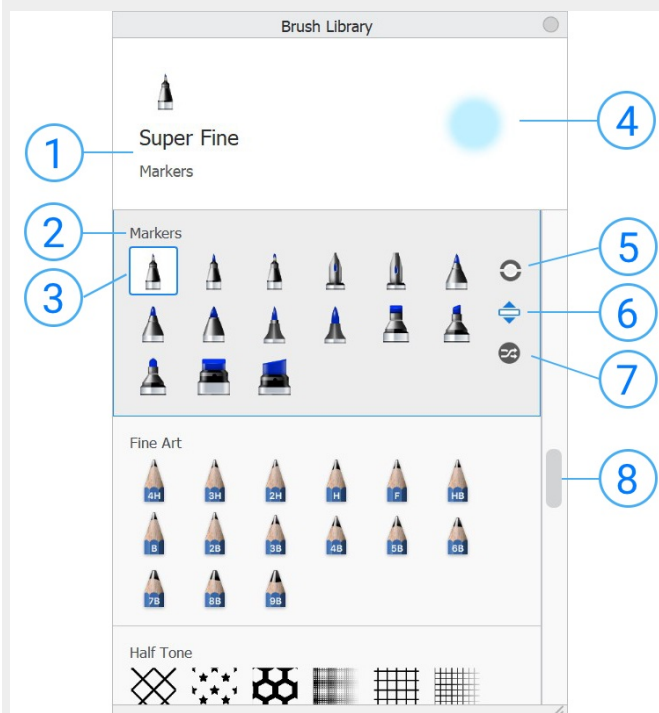 Brush Library
1
Super Fine
Markers
4
2
Markers
3
5
6
7
Fine Art
4H 3H 2H H F HB
8
B 2B 3B 4B 5B 6B
7B 8B 9B
Half Tone